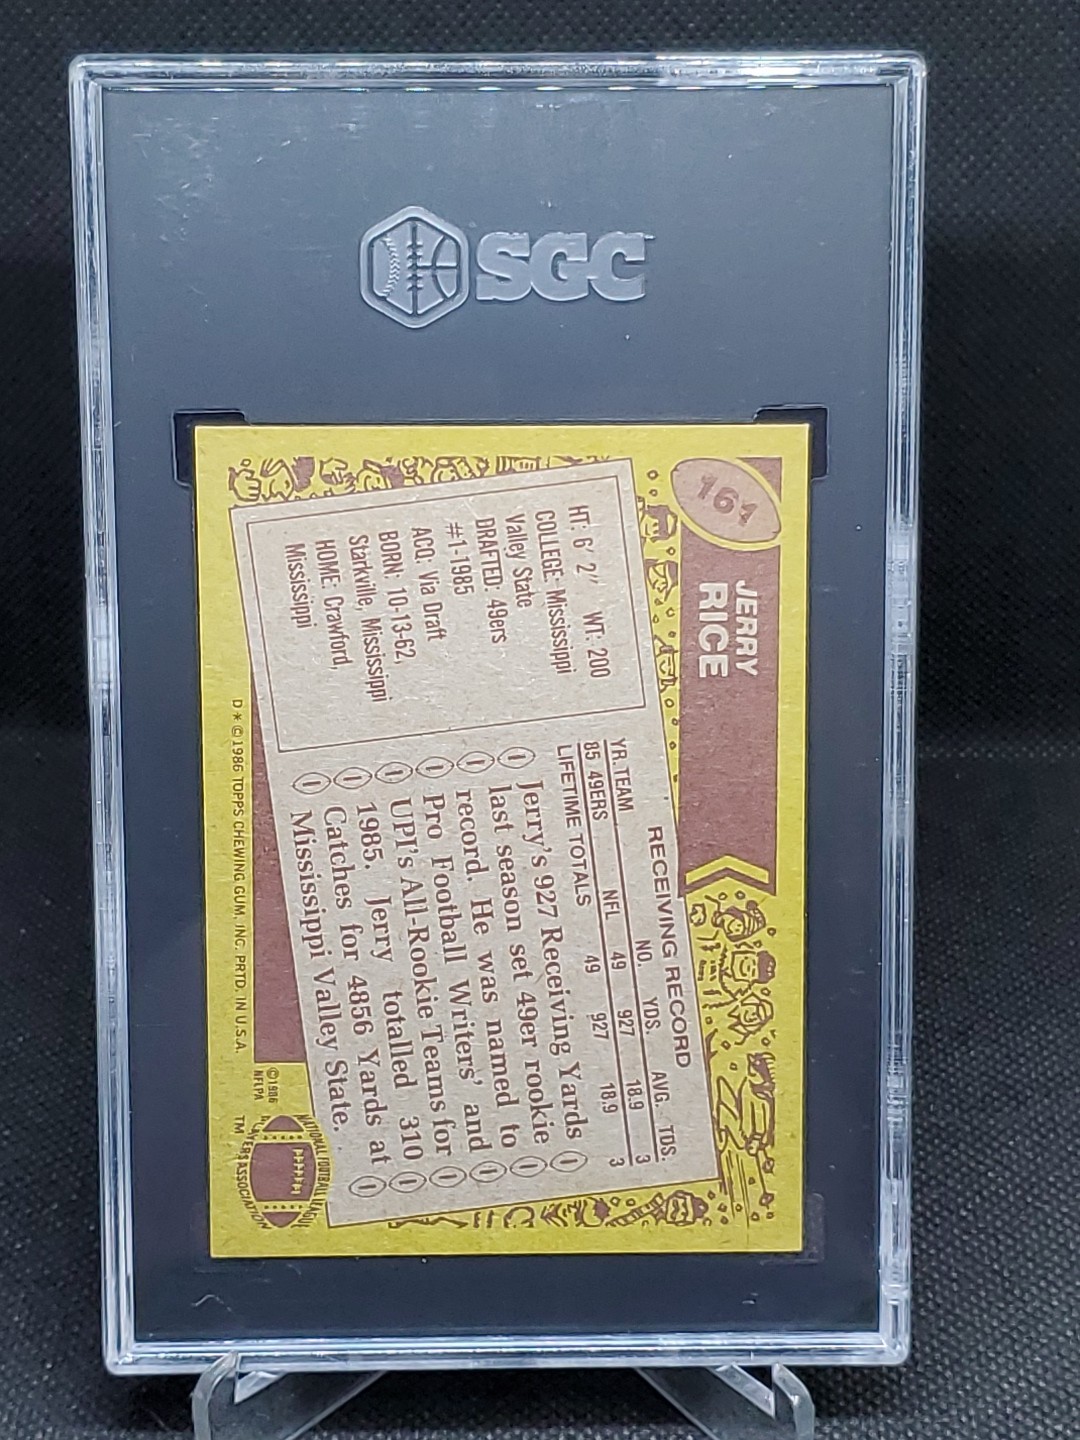 SGC
161
JERRY
RICE
HT: 6' 2" WT: 200
COLLEGE: Mississippi
Valley State
DRAFTED: 49ers
#1-1985
ACQ: Via Draft
BORN: 10-13-62,
Starkville, Mississippi
HOME: Crawford,
Mississippi
RECEIVING RECORD
YR. TEAM NO. YDS. AVG. TDS.
85 49ERS NFL 49 927 18.9 3
LIFETIME TOTALS 49 927 18.9 3
Jerry's 927 Receiving Yards
last season set 49er rookie
record. He was named to
Pro Football Writers' and
UPI's All-Rookie Teams for
1985. Jerry totalled 310
Catches for 4856 Yards at
Mississippi Valley State.
D * © 1986 TOPPS CHEWING GUM, INC. PRTD. IN U.S.A.
© 1986
NFLPA
NATIONAL FOOTBALL LEAGUE
PLAYERS ASSOCIATION
TM